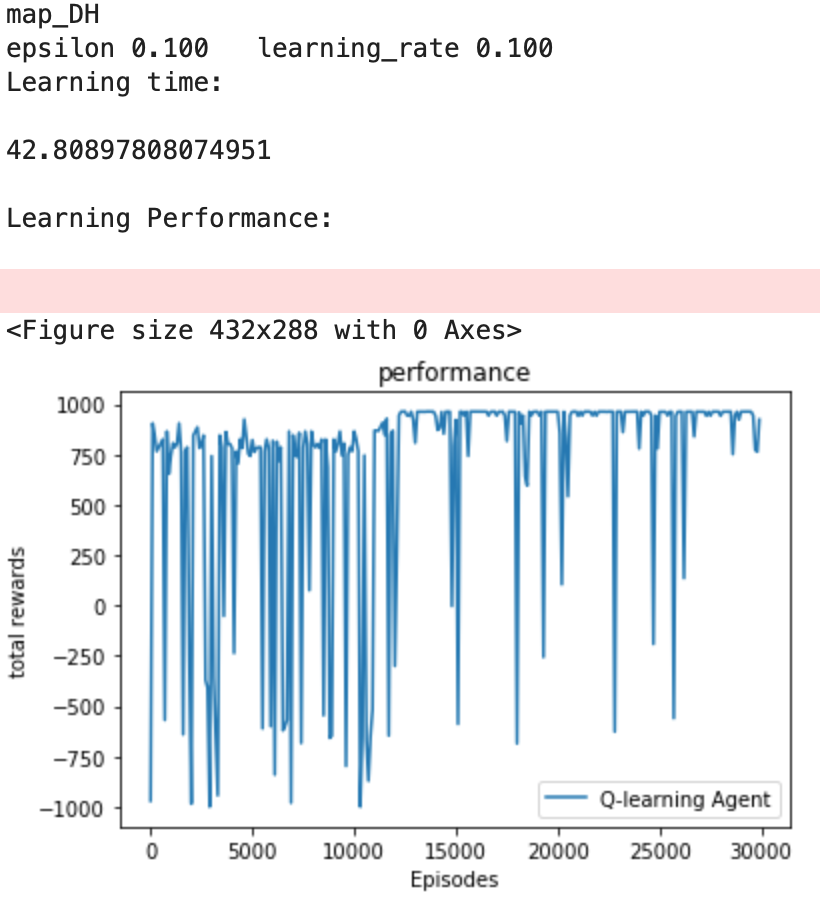 map_DH
epsilon 0.100   learning_rate 0.100
Learning time:
42.80897808074951
Learning Performance:
<Figure size 432x288 with 0 Axes>
performance
1000
750
500
250
0
−250
−500
−750
−1000
total rewards
Q-learning Agent
0 5000 10000 15000 20000 25000 30000
Episodes